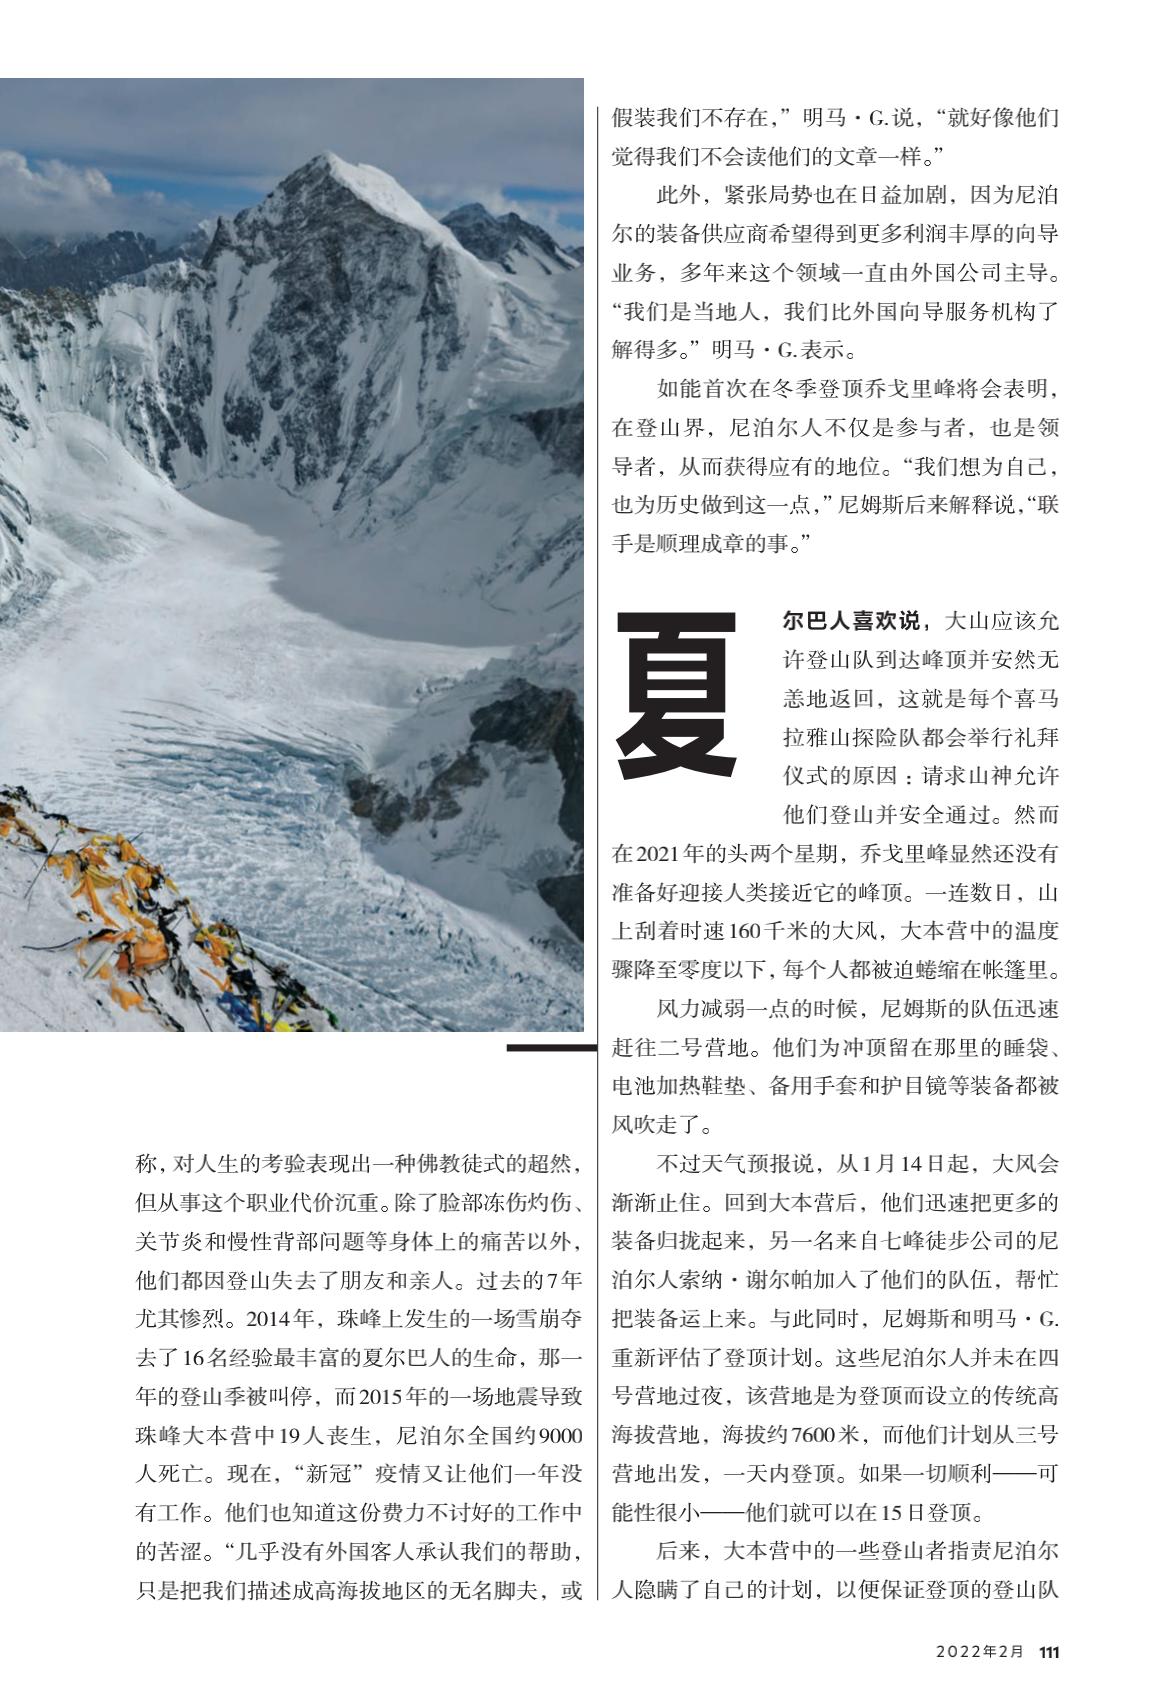 称，对人生的考验表现出一种佛教徒式的超然，
但从事这个职业代价沉重。除了脸部冻伤灼伤、
关节炎和慢性背部问题等身体上的痛苦以外，
他们都因登山失去了朋友和亲人。过去的7年
尤其惨烈。2014年，珠峰上发生的一场雪崩夺
去了16名经验最丰富的夏尔巴人的生命，那一
年的登山季被叫停，而2015年的一场地震导致
珠峰大本营中19人丧生，尼泊尔全国约9000
人死亡。现在，“新冠”疫情又让他们一年没
有工作。他们也知道这份费力不讨好的工作中
的苦涩。“几乎没有外国客人承认我们的帮助，
只是把我们描述成高海拔地区的无名脚夫，或
假装我们不存在，”明马·G.说，“就好像他们
觉得我们不会读他们的文章一样。”
此外，紧张局势也在日益加剧，因为尼泊
尔的装备供应商希望得到更多利润丰厚的向导
业务，多年来这个领域一直由外国公司主导。
“我们是当地人，我们比外国向导服务机构了
解得多。”明马·G.表示。
如能首次在冬季登顶乔戈里峰将会表明，
在登山界，尼泊尔人不仅是参与者，也是领
导者，从而获得应有的地位。“我们想为自己，
也为历史做到这一点，”尼姆斯后来解释说，“联
手是顺理成章的事。”
夏
尔巴人喜欢说，大山应该允
许登山队到达峰顶并安然无
恙地返回，这就是每个喜马
拉雅山探险队都会举行礼拜
仪式的原因：请求山神允许
他们登山并安全通过。然而
在2021年的头两个星期，乔戈里峰显然还没有
准备好迎接人类接近它的峰顶。一连数日，山
上刮着时速160千米的大风，大本营中的温度
骤降至零度以下，每个人都被迫蜷缩在帐篷里。
风力减弱一点的时候，尼姆斯的队伍迅速
赶往二号营地。他们为冲顶留在那里的睡袋、
电池加热鞋垫、备用手套和护目镜等装备都被
风吹走了。
不过天气预报说，从1月14日起，大风会
渐渐止住。回到大本营后，他们迅速把更多的
装备归拢起来，另一名来自七峰徒步公司的尼
泊尔人索纳·谢尔帕加入了他们的队伍，帮忙
把装备运上来。与此同时，尼姆斯和明马·G.
重新评估了登顶计划。这些尼泊尔人并未在四
号营地过夜，该营地是为登顶而设立的传统高
海拔营地，海拔约7600米，而他们计划从三号
营地出发，一天内登顶。如果一切顺利——可
能性很小——他们就可以在15日登顶。
后来，大本营中的一些登山者指责尼泊尔
人隐瞒了自己的计划，以便保证登顶的登山队
2022年2月 111